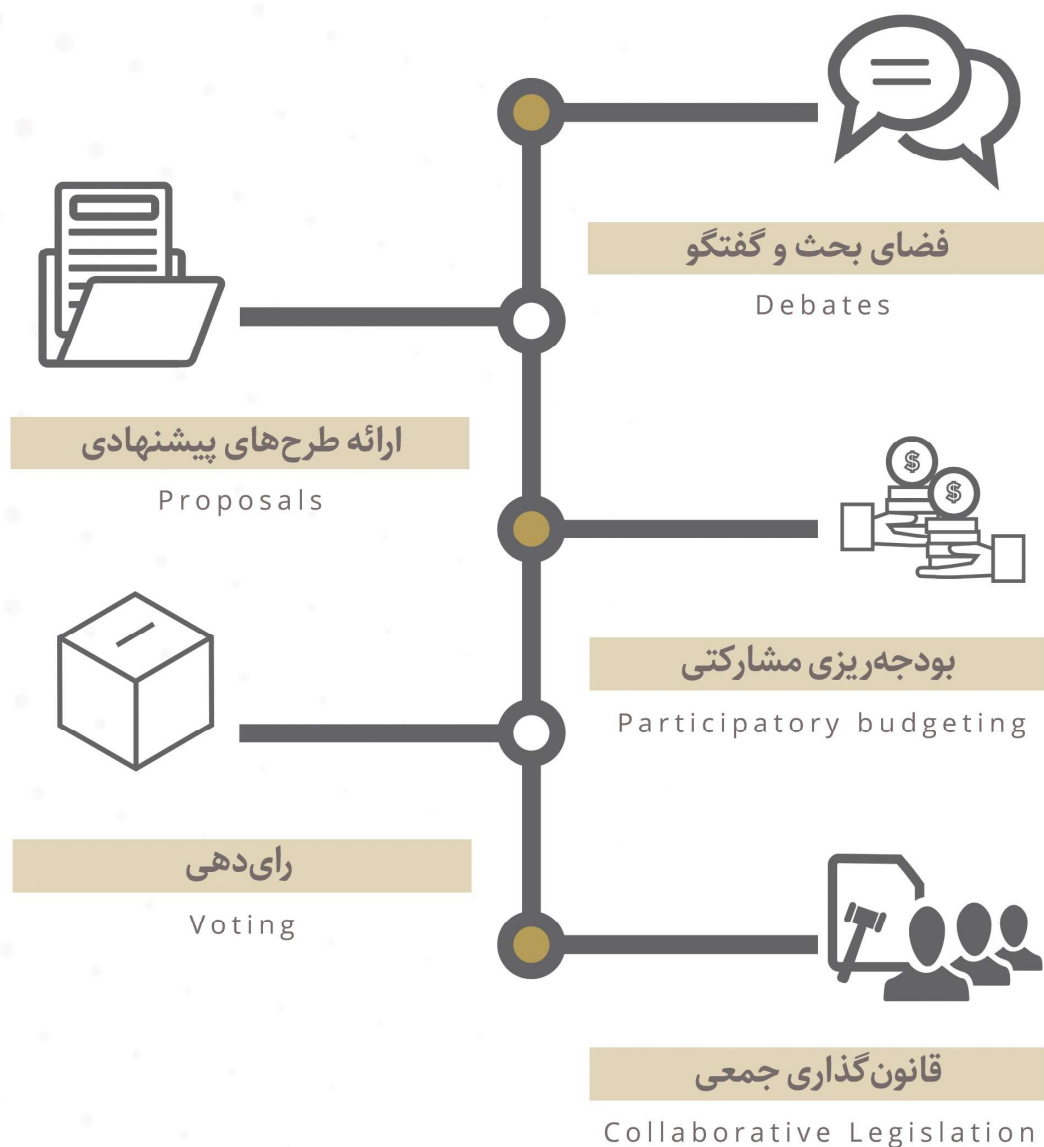 فضای بحث و گفتگو
Debates
ارائه طرح‌های پیشنهادی
Proposals
بودجه‌ریزی مشارکتی
Participatory budgeting
رای‌دهی
Voting
قانون‌گذاری جمعی
Collaborative Legislation